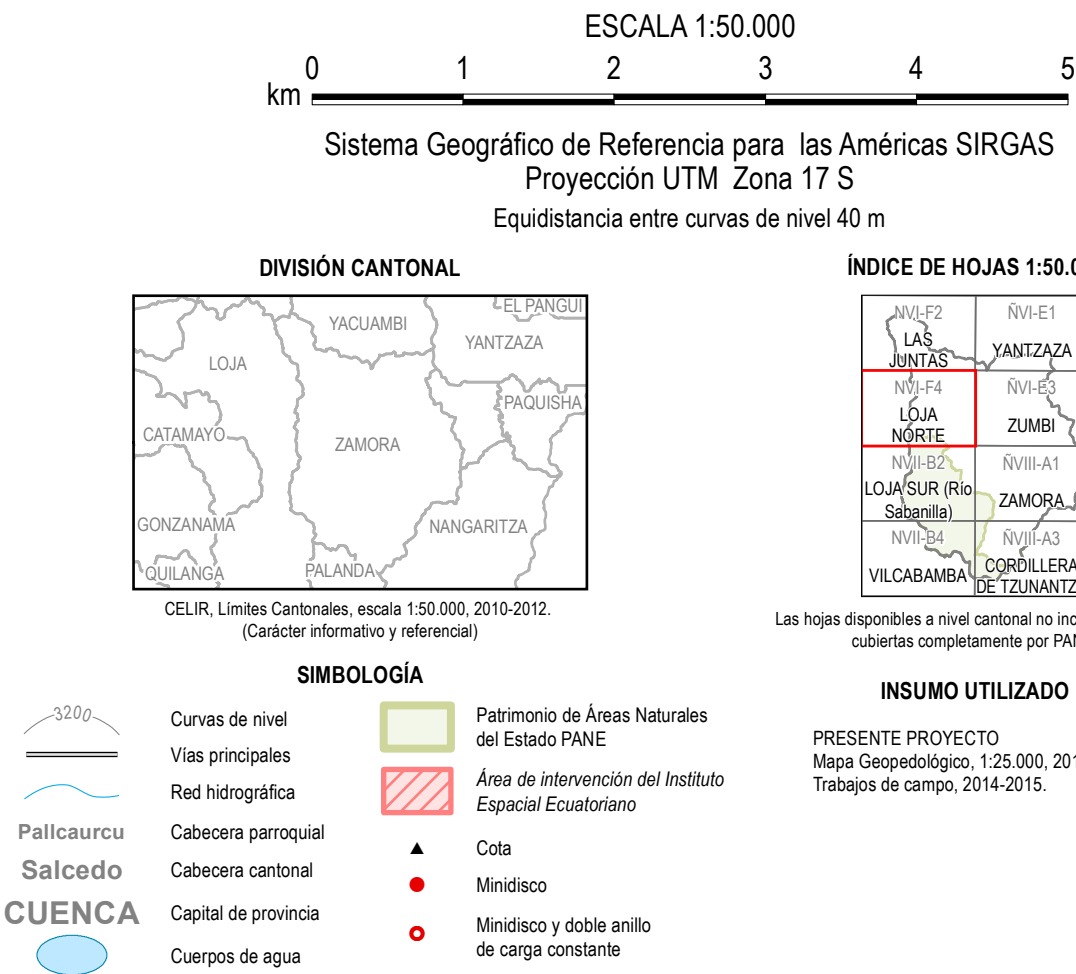 ESCALA 1:50.000
0 1 2 3 4 5
km
Sistema Geográfico de Referencia para las Américas SIRGAS
Proyección UTM Zona 17 S
Equidistancia entre curvas de nivel 40 m
DIVISIÓN CANTONAL
EL PANGUI
YACUAMBI
YANTZAZA
LOJA
PAQUISHA
CATAMAYO
ZAMORA
GONZANAMA
NANGARITZA
QUILANGA
PALANDA
CELIR, Límites Cantonales, escala 1:50.000, 2010-2012.
(Carácter informativo y referencial)
ÍNDICE DE HOJAS 1:50.0
NVI-F2
LAS
JUNTAS
ÑVI-E1
YANTZAZA
NVI-F4
LOJA
NORTE
ÑVI-E3
ZUMBI
NVII-B2
LOJA SUR (Río
Sabanilla)
ÑVIII-A1
ZAMORA
NVII-B4
VILCABAMBA
ÑVIII-A3
CORDILLERA
DE TZUNANTZ
Las hojas disponibles a nivel cantonal no inc
cubiertas completamente por PA
SIMBOLOGÍA
3200
Curvas de nivel
Vías principales
Red hidrográfica
Pallcaurcu
Cabecera parroquial
Salcedo
Cabecera cantonal
CUENCA
Capital de provincia
Cuerpos de agua
Patrimonio de Áreas Naturales
del Estado PANE
Área de intervención del Instituto
Espacial Ecuatoriano
Cota
Minidisco
Minidisco y doble anillo
de carga constante
INSUMO UTILIZADO
PRESENTE PROYECTO
Mapa Geopedológico, 1:25.000, 201
Trabajos de campo, 2014-2015.